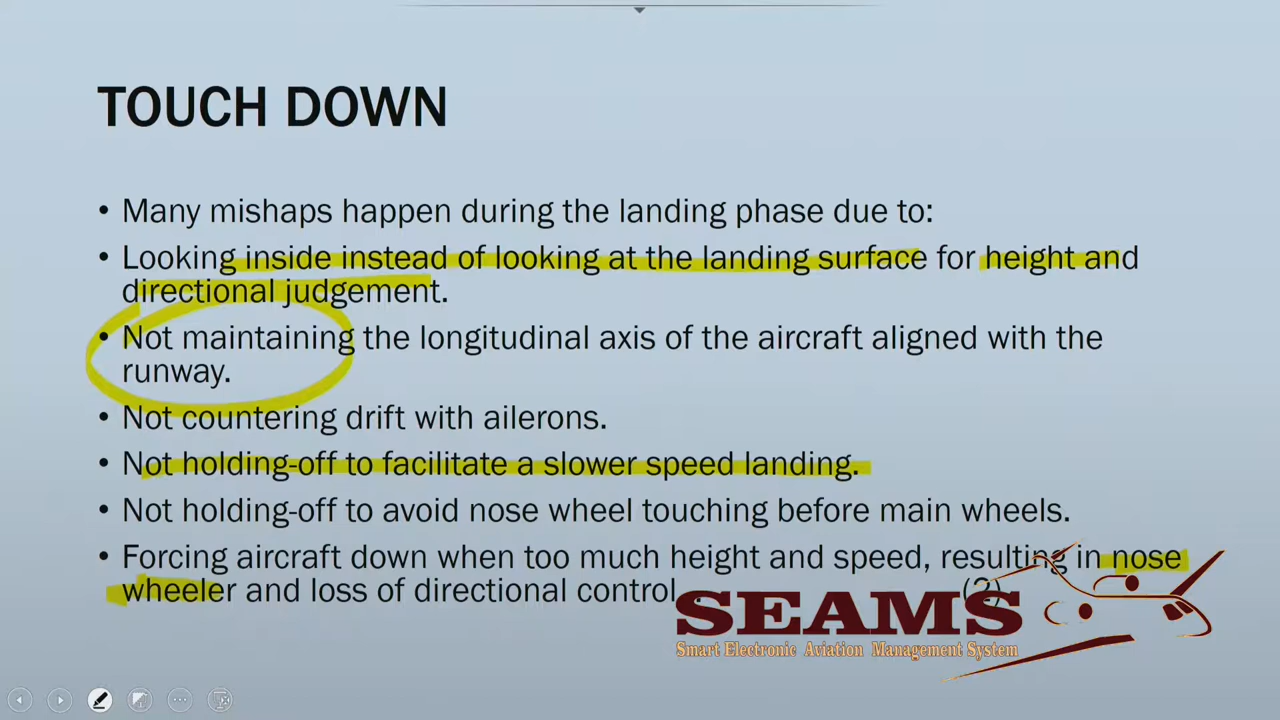 TOUCH DOWN
• Many mishaps happen during the landing phase due to:
• Looking inside instead of looking at the landing surface for height and
directional judgement.
• Not maintaining the longitudinal axis of the aircraft aligned with the
runway.
• Not countering drift with ailerons.
• Not holding-off to facilitate a slower speed landing.
• Not holding-off to avoid nose wheel touching before main wheels.
• Forcing aircraft down when too much height and speed, resulting in nose
wheeler and loss of directional control. (2)
SEAMS
Smart Electronic Aviation Management System